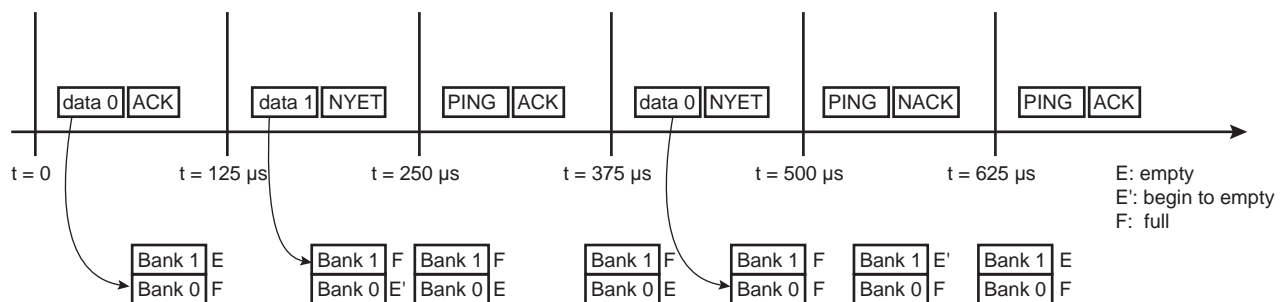 data 0 ACK data 1 NYET PING ACK data 0 NYET PING NACK PING ACK
t = 0 t = 125 µs t = 250 µs t = 375 µs t = 500 µs t = 625 µs
E: empty
E': begin to empty
F: full
Bank 1 E Bank 1 F Bank 1 F Bank 1 F Bank 1 F Bank 1 E' Bank 1 E
Bank 0 F Bank 0 E' Bank 0 E Bank 0 E Bank 0 F Bank 0 F Bank 0 F